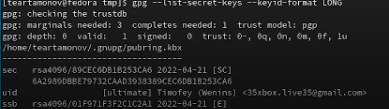 teartamonov@fedora tmp]$ gpg --list-secret-keys --keyid-format LONG
gpg: checking the trustdb
gpg: marginals needed: 3  completes needed: 1  trust model: pgp
gpg: depth: 0  valid:   1  signed:   0  trust: 0-, 0q, 0n, 0m, 0f, 1u
/home/teartamonov/.gnupg/pubring.kbx
------------------------------------
sec   rsa4096/89CEC6DB1B253CA6 2022-04-21 [SC]
      6A2989DBBE79732CAAD3938389CEC6DB1B253CA6
uid                 [ultimate] Timofey (Wenins) <35xbox.live35@gmail.com>
ssb   rsa4096/01F971F3F2C1C2A1 2022-04-21 [E]